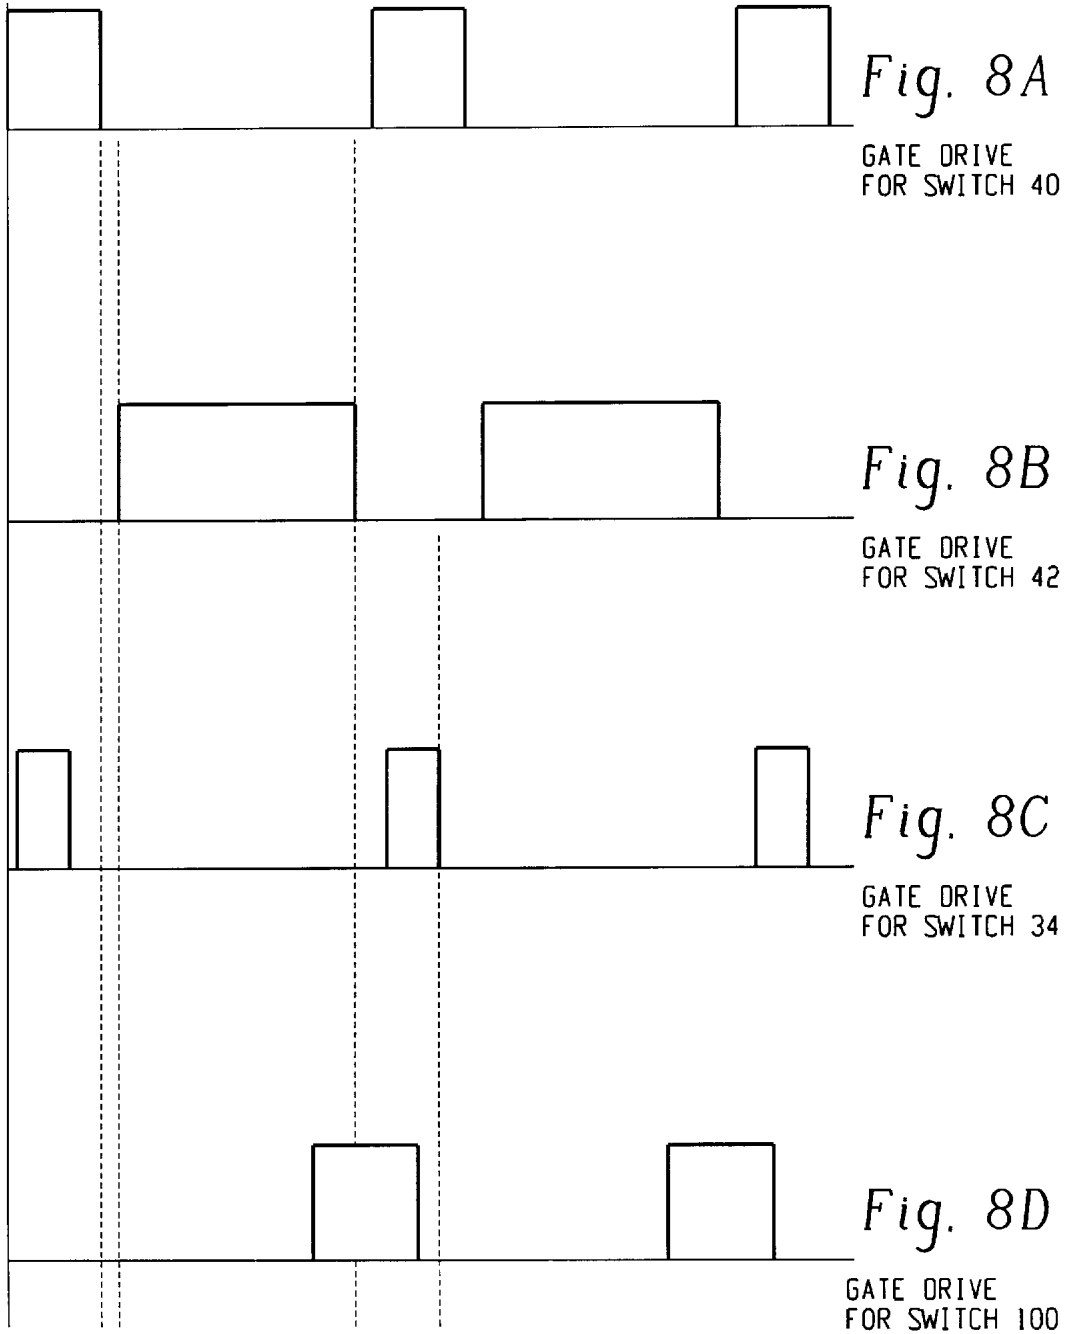 Fig. 8A
GATE DRIVE
FOR SWITCH 40
Fig. 8B
GATE DRIVE
FOR SWITCH 42
Fig. 8C
GATE DRIVE
FOR SWITCH 34
Fig. 8D
GATE DRIVE
FOR SWITCH 100